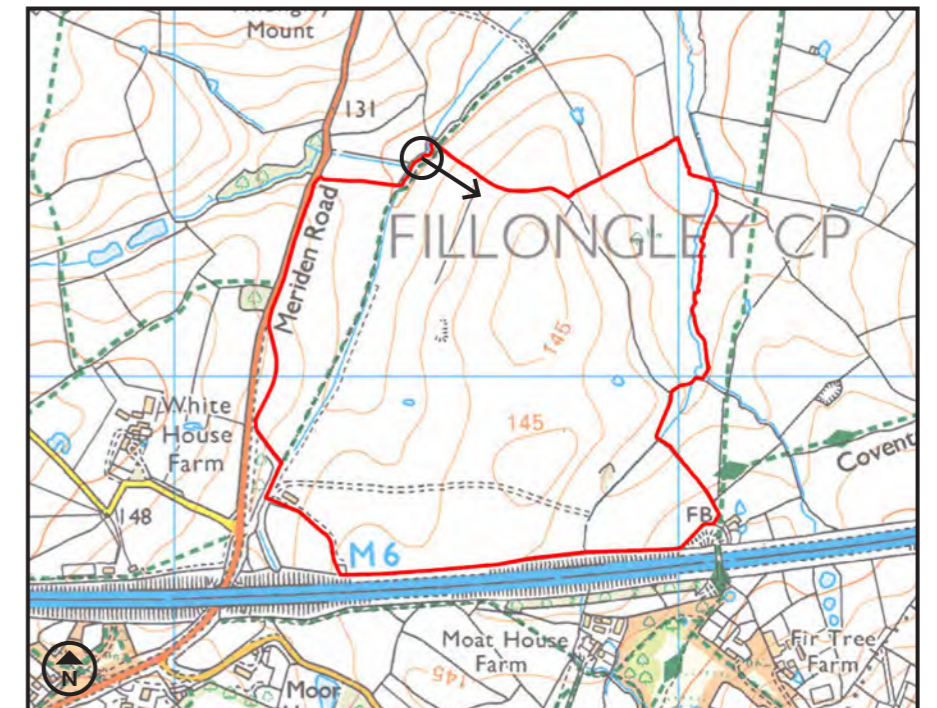 Mount
131
Meriden Road
FILLONGLEY CP
145
White
House
Farm
145
Covent
148
FB
M6
Moat House
Farm
Fir Tree
Farm
145
N
Moor